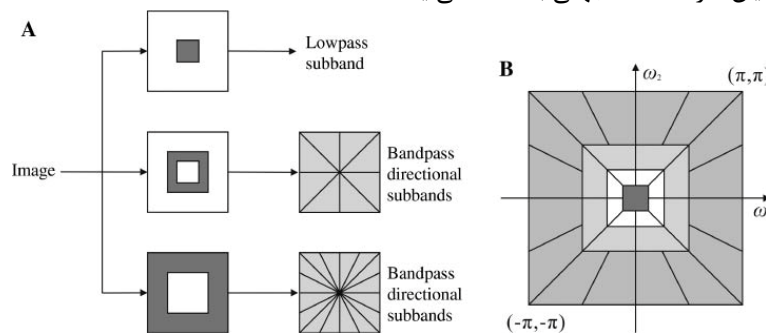 A
Lowpass
subband
Image
Bandpass
directional
subbands
Bandpass
directional
subbands
B
ω₂
(π,π)
ω
(-π,-π)